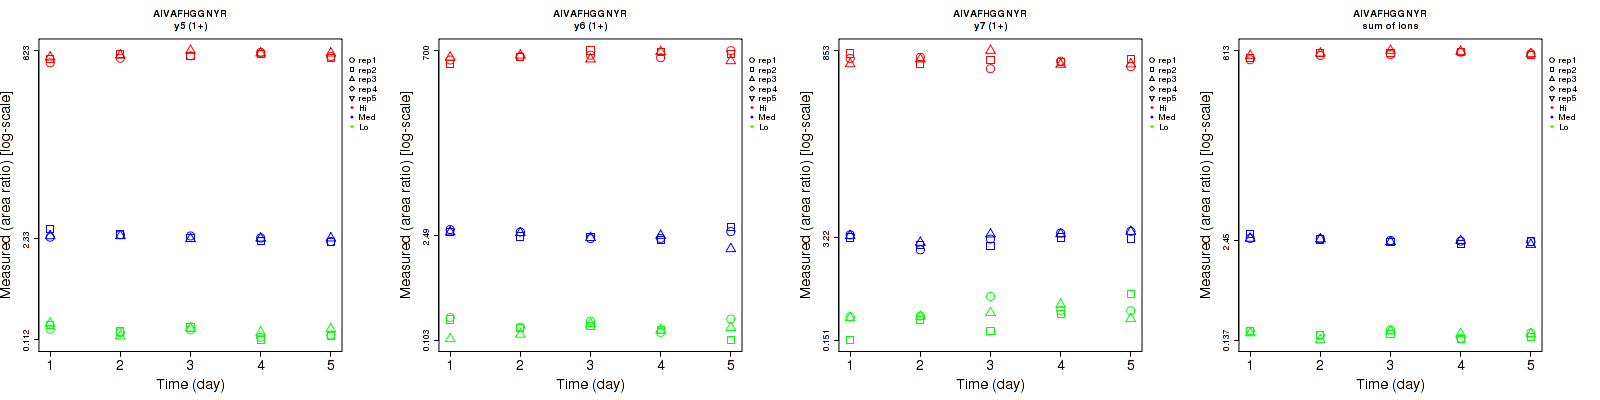 AIVAFHGGNYR
y5 (1+)
Measured (area ratio) [log-scale]
623
2.33
0.112
1 2 3 4 5
Time (day)
rep1
rep2
rep3
rep4
rep5
Hi
Med
Lo
AIVAFHGGNYR
y6 (1+)
Measured (area ratio) [log-scale]
700
2.49
0.103
1 2 3 4 5
Time (day)
rep1
rep2
rep3
rep4
rep5
Hi
Med
Lo
AIVAFHGGNYR
y7 (1+)
Measured (area ratio) [log-scale]
853
3.22
0.151
1 2 3 4 5
Time (day)
rep1
rep2
rep3
rep4
rep5
Hi
Med
Lo
AIVAFHGGNYR
sum of ions
Measured (area ratio) [log-scale]
613
2.45
0.137
1 2 3 4 5
Time (day)
rep1
rep2
rep3
rep4
rep5
Hi
Med
Lo